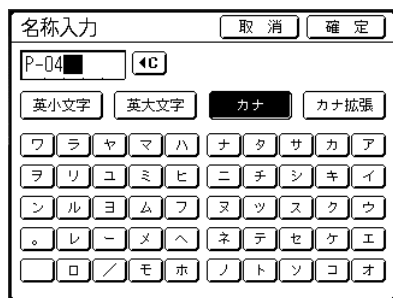 名称入力 取 消 確 定
P-04 C
英小文字 英大文字 カナ カナ拡張
ワ ラ ヤ マ ハ ナ タ サ カ ア
ヲ リ ユ ミ ヒ ニ チ シ キ イ
ン ル ヨ ム フ ヌ ツ ス ク ウ
。 レ ー メ ヘ ネ テ セ ケ エ
ロ ／ モ ホ ノ ト ソ コ オ